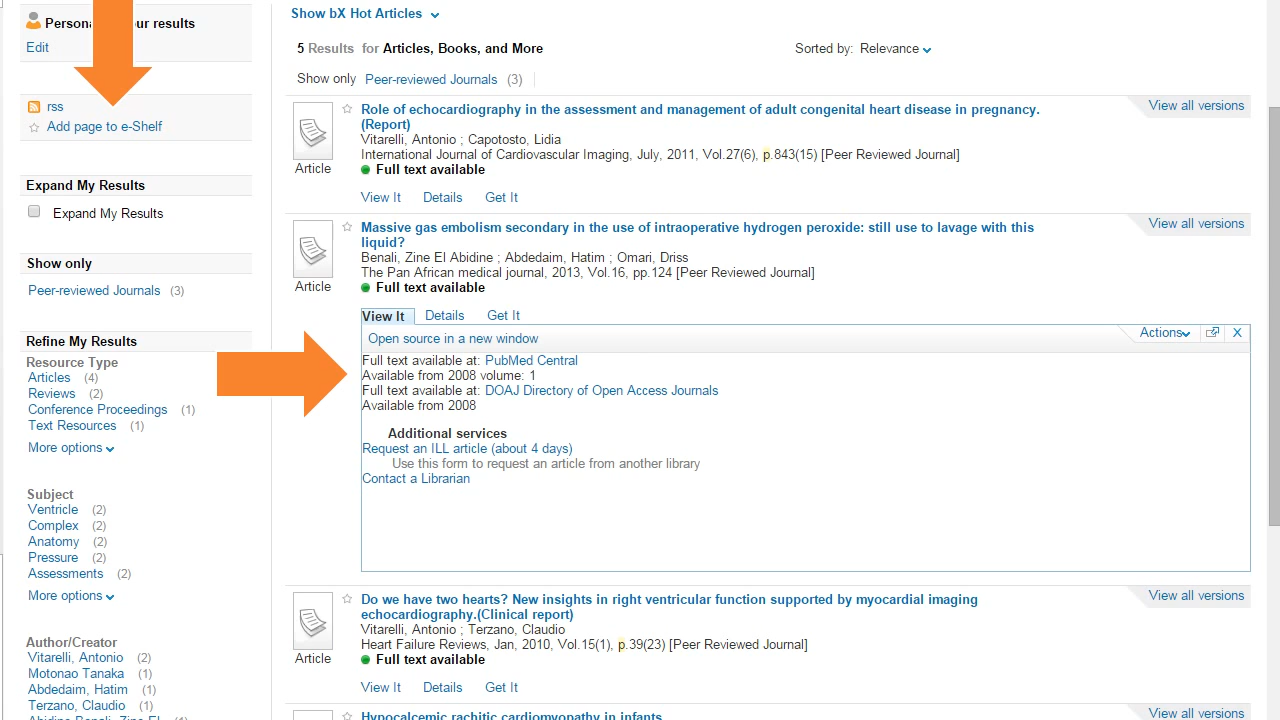 Persona our results
Edit
rss
Add page to e-Shelf
Expand My Results
Expand My Results
Show only
Peer-reviewed Journals (3)
Refine My Results
Resource Type
Articles (4)
Reviews (2)
Conference Proceedings (1)
Text Resources (1)
More options
Subject
Ventricle (2)
Complex (2)
Anatomy (2)
Pressure (2)
Assessments (2)
More options
Author/Creator
Vitarelli, Antonio (2)
Motonao Tanaka (1)
Abdedaim, Hatim (1)
Terzano, Claudio (1)
Show bX Hot Articles
5 Results for Articles, Books, and More
Sorted by: Relevance
Show only Peer-reviewed Journals (3)
Role of echocardiography in the assessment and management of adult congenital heart disease in pregnancy.
(Report)
View all versions
Vitarelli, Antonio ; Capotosto, Lidia
International Journal of Cardiovascular Imaging, July, 2011, Vol.27(6), p.843(15) [Peer Reviewed Journal]
Article
Full text available
View It Details Get It
Massive gas embolism secondary in the use of intraoperative hydrogen peroxide: still use to lavage with this
liquid?
View all versions
Benali, Zine El Abidine ; Abdedaim, Hatim ; Omari, Driss
The Pan African medical journal, 2013, Vol.16, pp.124 [Peer Reviewed Journal]
Article
Full text available
View It Details Get It
Open source in a new window
Actions X
Full text available at: PubMed Central
Available from 2008 volume: 1
Full text available at: DOAJ Directory of Open Access Journals
Available from 2008
Additional services
Request an ILL article (about 4 days)
Use this form to request an article from another library
Contact a Librarian
Do we have two hearts? New insights in right ventricular function supported by myocardial imaging
echocardiography.(Clinical report)
View all versions
Vitarelli, Antonio ; Terzano, Claudio
Heart Failure Reviews, Jan, 2010, Vol.15(1), p.39(23) [Peer Reviewed Journal]
Article
Full text available
View It Details Get It
Hypocalcemic rachitic cardiomyopathy in infants
View all versions